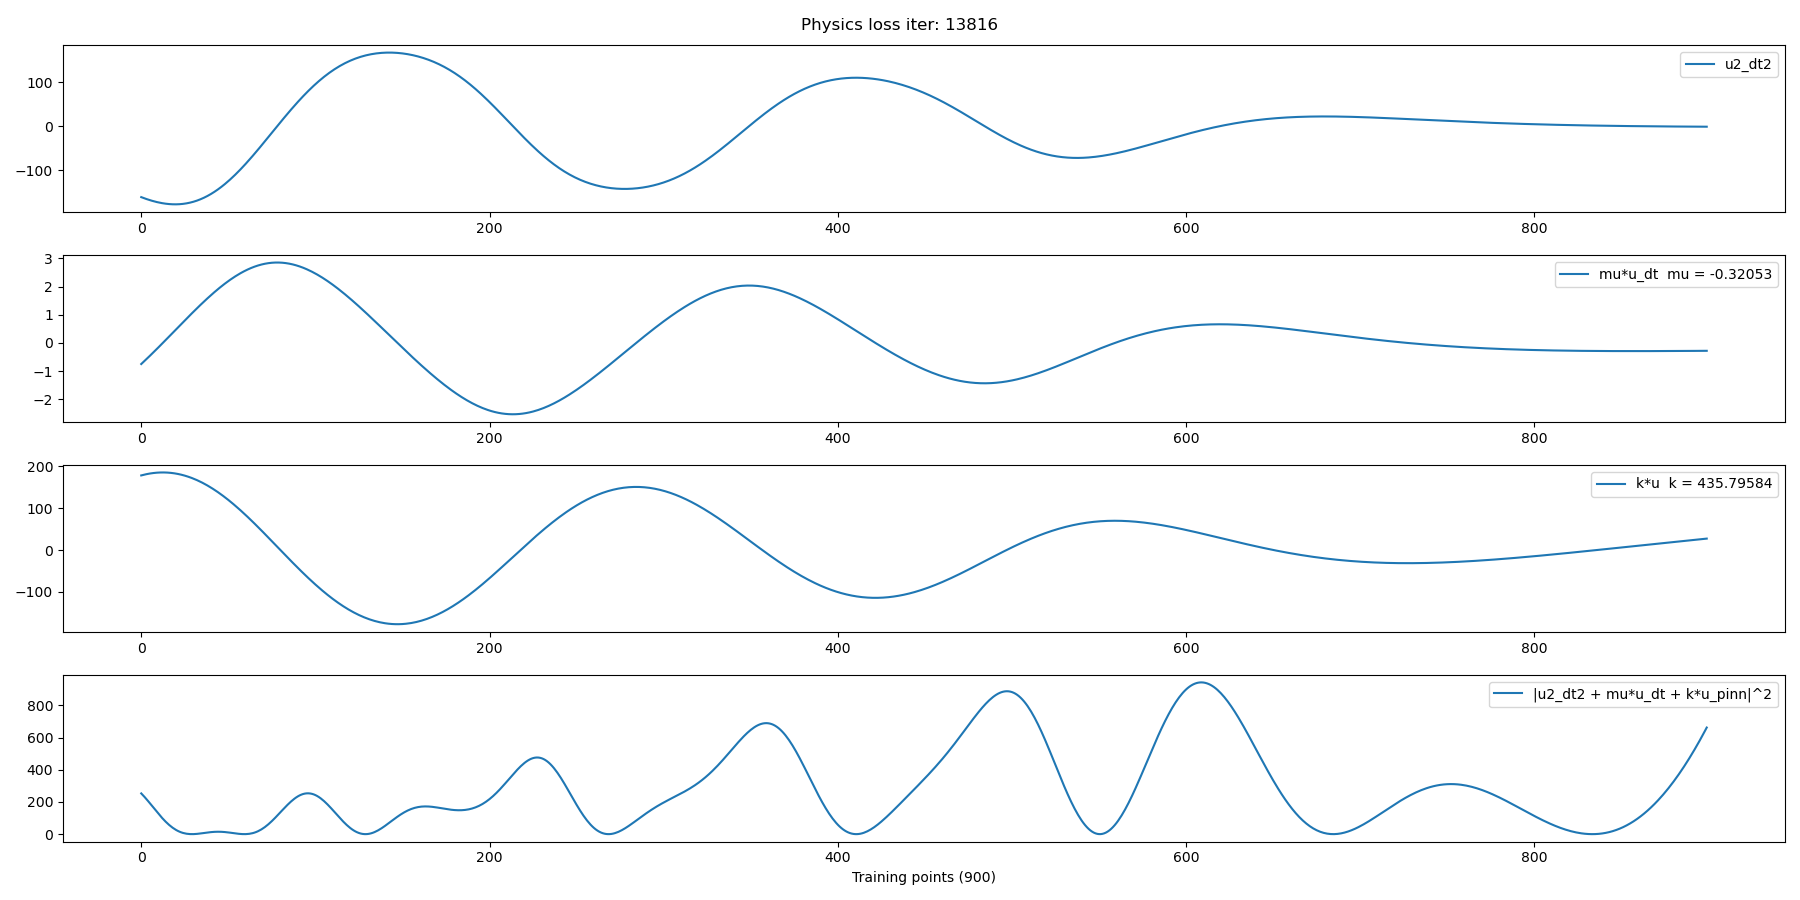 Physics loss iter: 13816
u2_dt2
100
0
−100
0 200 400 600 800
mu*u_dt mu = -0.32053
3
2
1
0
−1
−2
0 200 400 600 800
k*u k = 435.79584
200
100
0
−100
0 200 400 600 800
|u2_dt2 + mu*u_dt + k*u_pinn|^2
800
600
400
200
0
0 200 400 600 800
Training points (900)